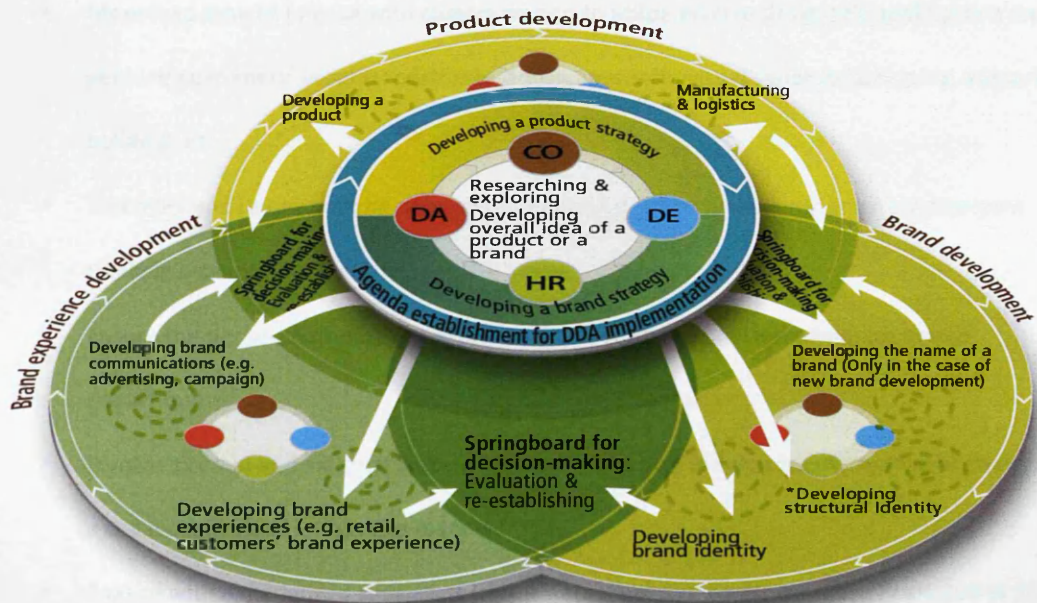 Product development
Developing a
product
Manufacturing
& logistics
Developing a product strategy
CO
DA
DE
HR
Researching &
exploring
Developing
overall idea of a
product or a
brand
Developing a brand strategy
Agenda establishment for DDA implementation
Brand experience development
Brand development
Springboard for
decision-making:
Evaluation &
Springboard for
decision-making
Developing brand
communications (e.g.
advertising, campaign)
Developing the name of a
brand (Only in the case of
new brand development)
Springboard for
decision-making:
Evaluation &
re-establishing
Developing brand
experiences (e.g. retail,
customers' brand experience)
Developing
brand identity
*Developing
structural Identity